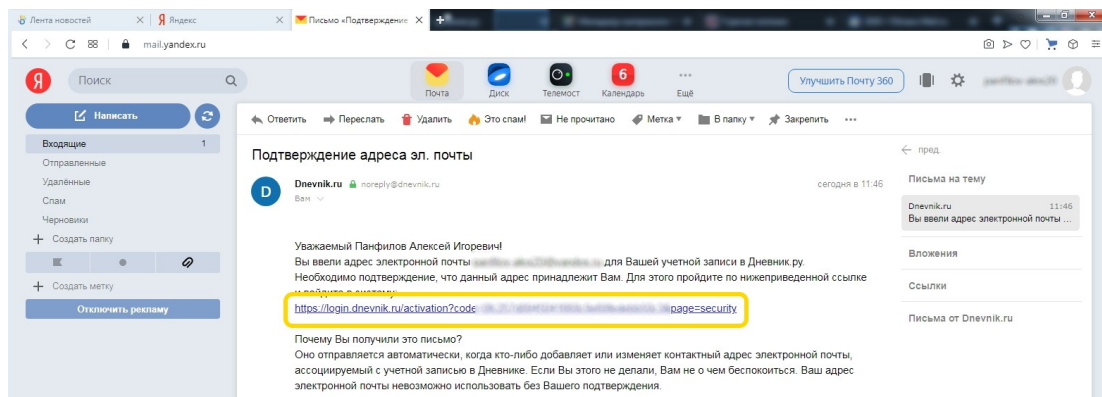 Лента новостей
Яндекс
Письмо «Подтверждение
mail.yandex.ru
Поиск
Почта
Диск
Телемост
6
Календарь
Ещё
Улучшить Почту 360
Написать
Ответить Переслать Удалить Это спам! Не прочитано Метка В папку Закрепить
Входящие 1
Отправленные
Удалённые
Спам
Черновики
Создать папку
Создать метку
Отключить рекламу
Подтверждение адреса эл. почты
D
Dnevnik.ru noreply@dnevnik.ru сегодня в 11:46
Вам
Уважаемый Панфилов Алексей Игоревич!
Вы ввели адрес электронной почты для Вашей учетной записи в Дневник.ру.
Необходимо подтверждение, что данный адрес принадлежит Вам. Для этого пройдите по нижеприведенной ссылке
и войдите в систему:
https://login.dnevnik.ru/activation?code page=security
Почему Вы получили это письмо?
Оно отправляется автоматически, когда кто-либо добавляет или изменяет контактный адрес электронной почты,
ассоциируемый с учетной записью в Дневнике. Если Вы этого не делали, Вам не о чем беспокоиться. Ваш адрес
электронной почты невозможно использовать без Вашего подтверждения.
пред.
Письма на тему
Dnevnik.ru 11:46
Вы ввели адрес электронной почты ...
Вложения
Ссылки
Письма от Dnevnik.ru